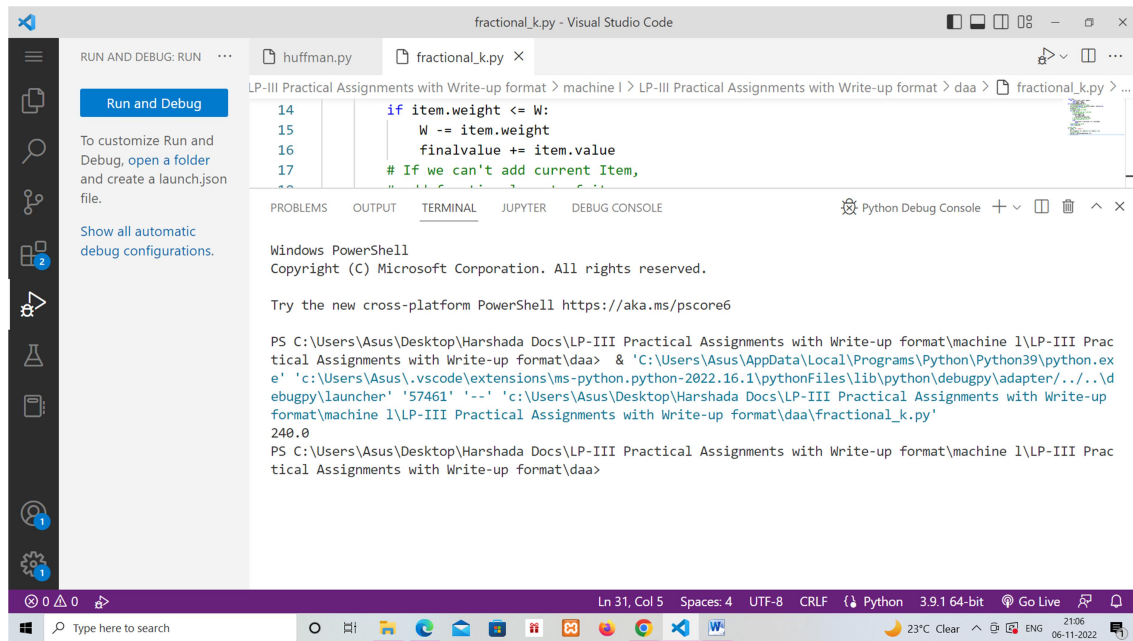 fractional_k.py - Visual Studio Code
RUN AND DEBUG: RUN ...
huffman.py
fractional_k.py
LP-III Practical Assignments with Write-up format > machine l > LP-III Practical Assignments with Write-up format > daa > fractional_k.py > ...
Run and Debug
To customize Run and
Debug, open a folder
and create a launch.json
file.
Show all automatic
debug configurations.
14 if item.weight <= W:
15 W -= item.weight
16 finalvalue += item.value
17 # If we can't add current Item,
PROBLEMS OUTPUT TERMINAL JUPYTER DEBUG CONSOLE
Python Debug Console
Windows PowerShell
Copyright (C) Microsoft Corporation. All rights reserved.
Try the new cross-platform PowerShell https://aka.ms/pscore6
PS C:\Users\Asus\Desktop\Harshada Docs\LP-III Practical Assignments with Write-up format\machine l\LP-III Prac
tical Assignments with Write-up format\daa> & 'C:\Users\Asus\AppData\Local\Programs\Python\Python39\python.ex
e' 'c:\Users\Asus\.vscode\extensions\ms-python.python-2022.16.1\pythonFiles\lib\python\debugpy\adapter/../..\d
ebugpy\launcher' '57461' '--' 'c:\Users\Asus\Desktop\Harshada Docs\LP-III Practical Assignments with Write-up
format\machine l\LP-III Practical Assignments with Write-up format\daa\fractional_k.py'
240.0
PS C:\Users\Asus\Desktop\Harshada Docs\LP-III Practical Assignments with Write-up format\machine l\LP-III Prac
tical Assignments with Write-up format\daa>
2
1
1
0 0 Ln 31, Col 5 Spaces: 4 UTF-8 CRLF Python 3.9.1 64-bit Go Live
Type here to search
23°C Clear ENG
21:06
06-11-2022